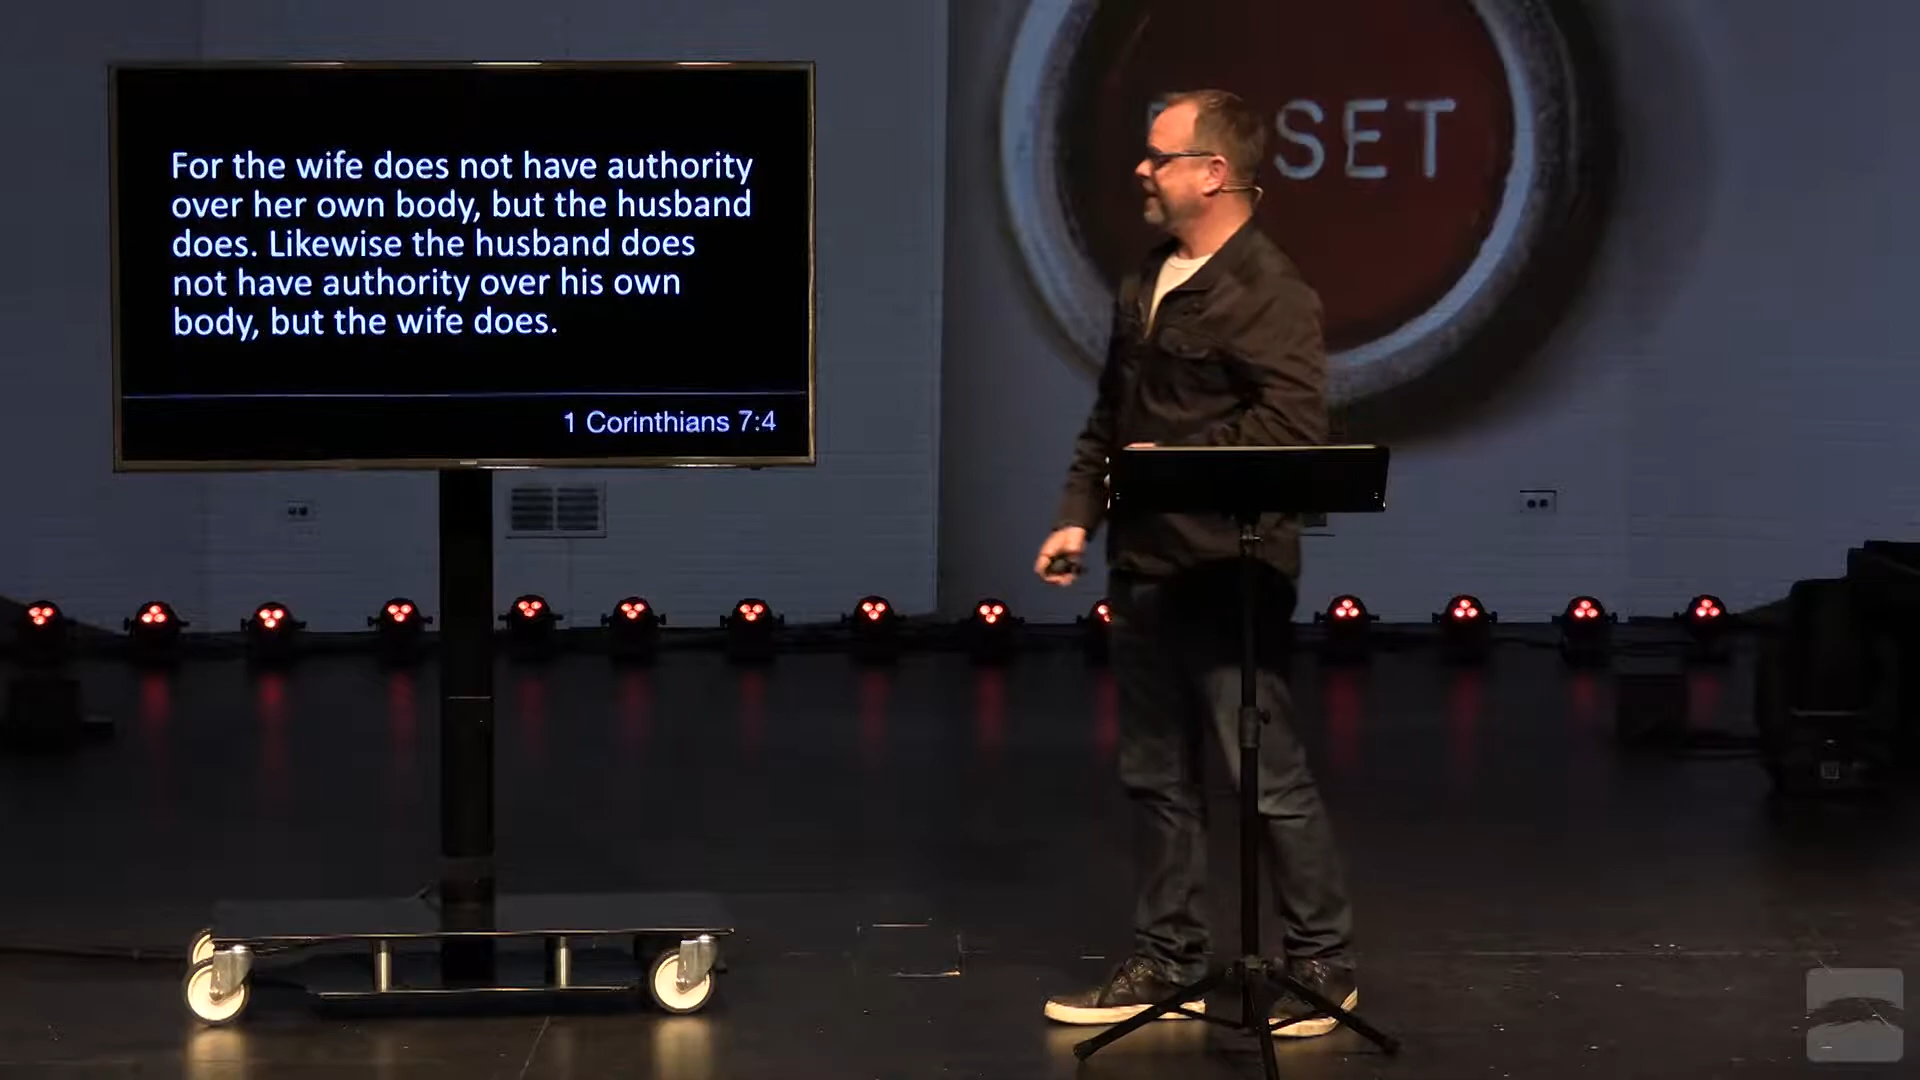 For the wife does not have authority
over her own body, but the husband
does. Likewise the husband does
not have authority over his own
body, but the wife does.
1 Corinthians 7:4
SET